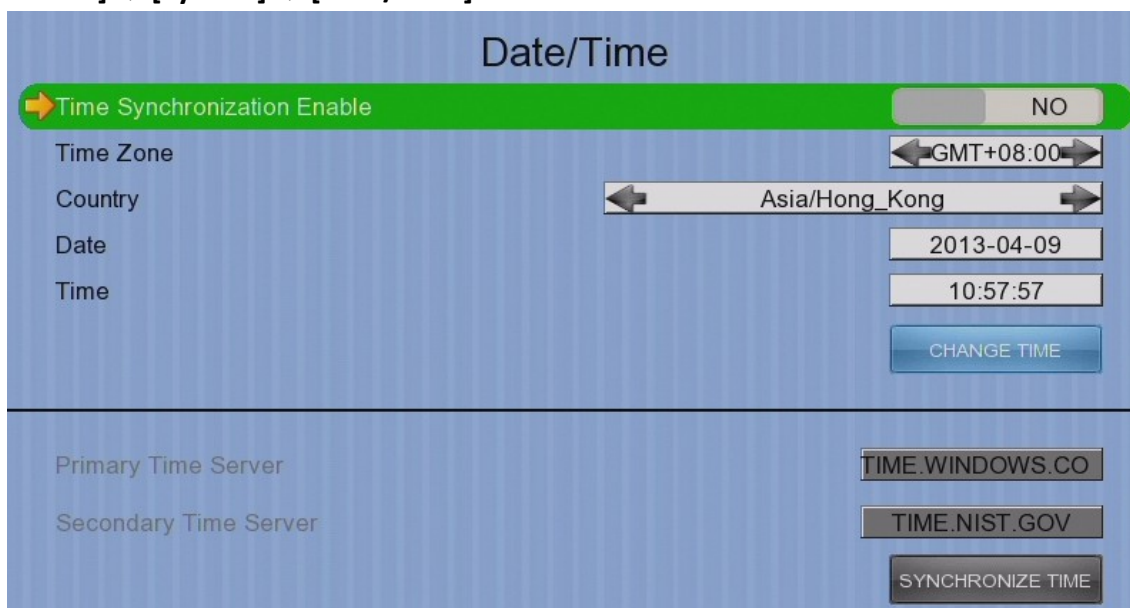 Date/Time
Time Synchronization Enable NO
Time Zone GMT+08:00
Country Asia/Hong_Kong
Date 2013-04-09
Time 10:57:57
CHANGE TIME
Primary Time Server TIME.WINDOWS.CO
Secondary Time Server TIME.NIST.GOV
SYNCHRONIZE TIME